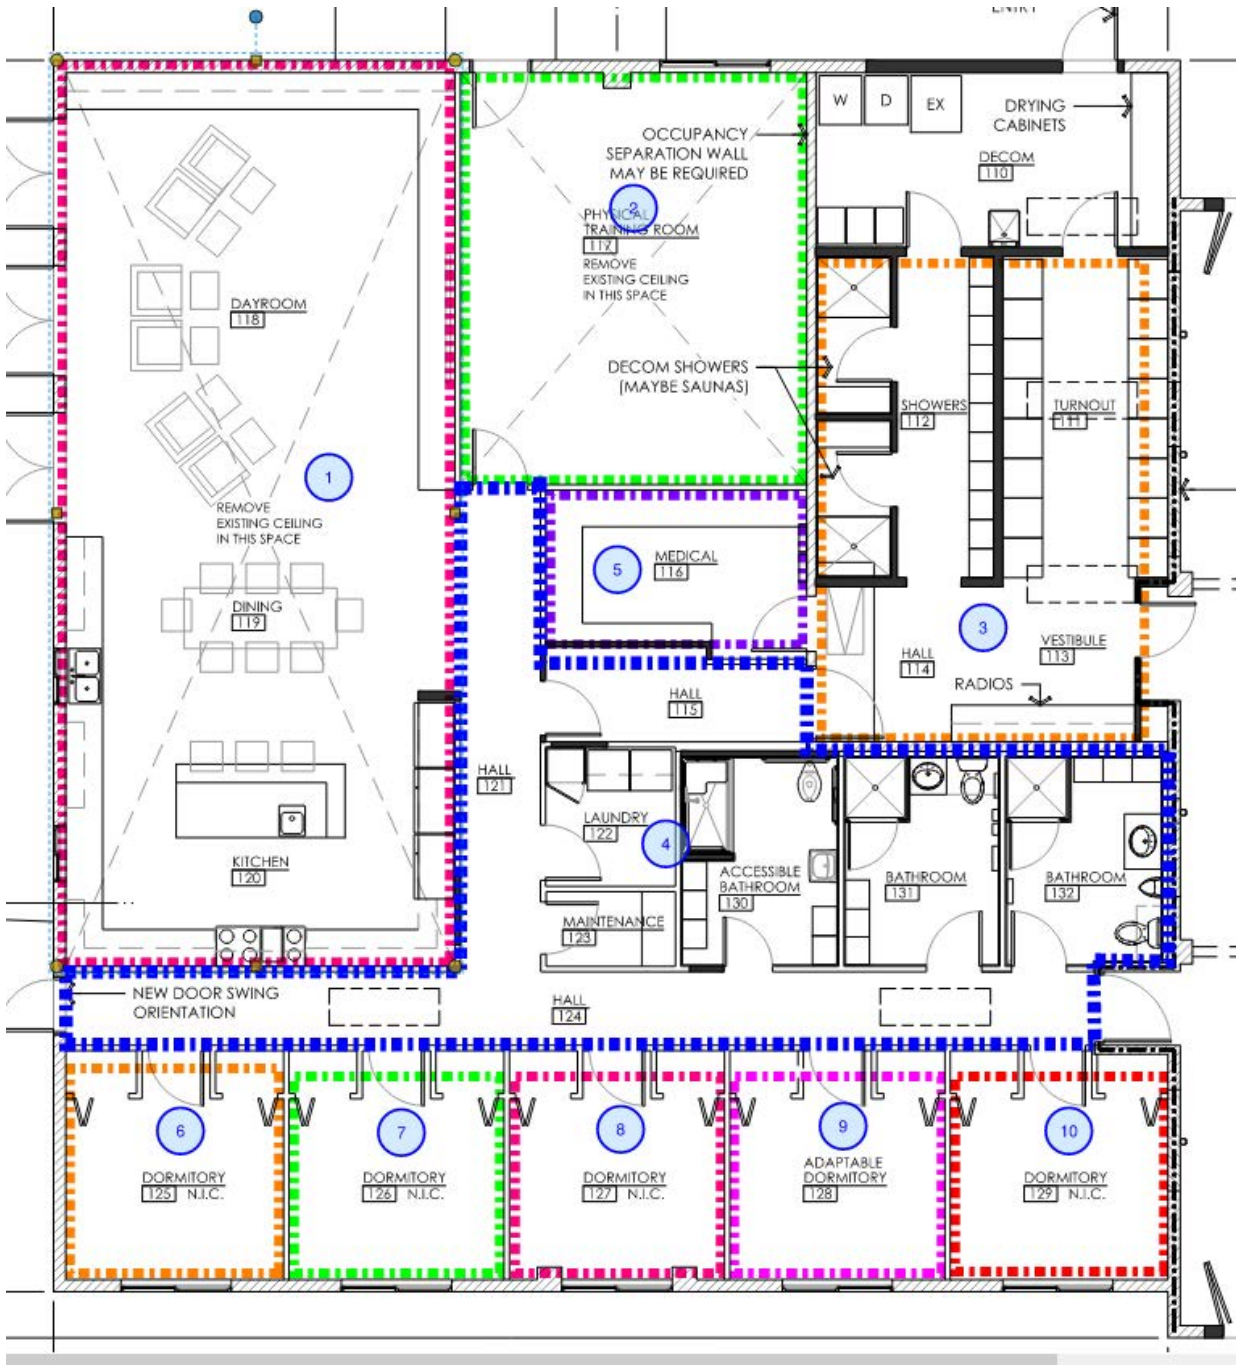 ENTRY
W
D
EX
DRYING
CABINETS
DECOM
110
OCCUPANCY
SEPARATION WALL
MAY BE REQUIRED
2
PHYSICAL
TRAINING ROOM
117
REMOVE
EXISTING CEILING
IN THIS SPACE
DAYROOM
118
DECOM SHOWERS
(MAYBE SAUNAS)
SHOWERS
112
TURNOUT
111
1
REMOVE
EXISTING CEILING
IN THIS SPACE
5
MEDICAL
116
DINING
119
3
HALL
114
VESTIBULE
113
RADIOS
HALL
115
HALL
121
LAUNDRY
122
4
KITCHEN
120
ACCESSIBLE
BATHROOM
130
BATHROOM
131
BATHROOM
132
MAINTENANCE
123
NEW DOOR SWING
ORIENTATION
HALL
124
6
7
8
9
10
DORMITORY
125 N.I.C.
DORMITORY
126 N.I.C.
DORMITORY
127 N.I.C.
ADAPTABLE
DORMITORY
128
DORMITORY
129 N.I.C.